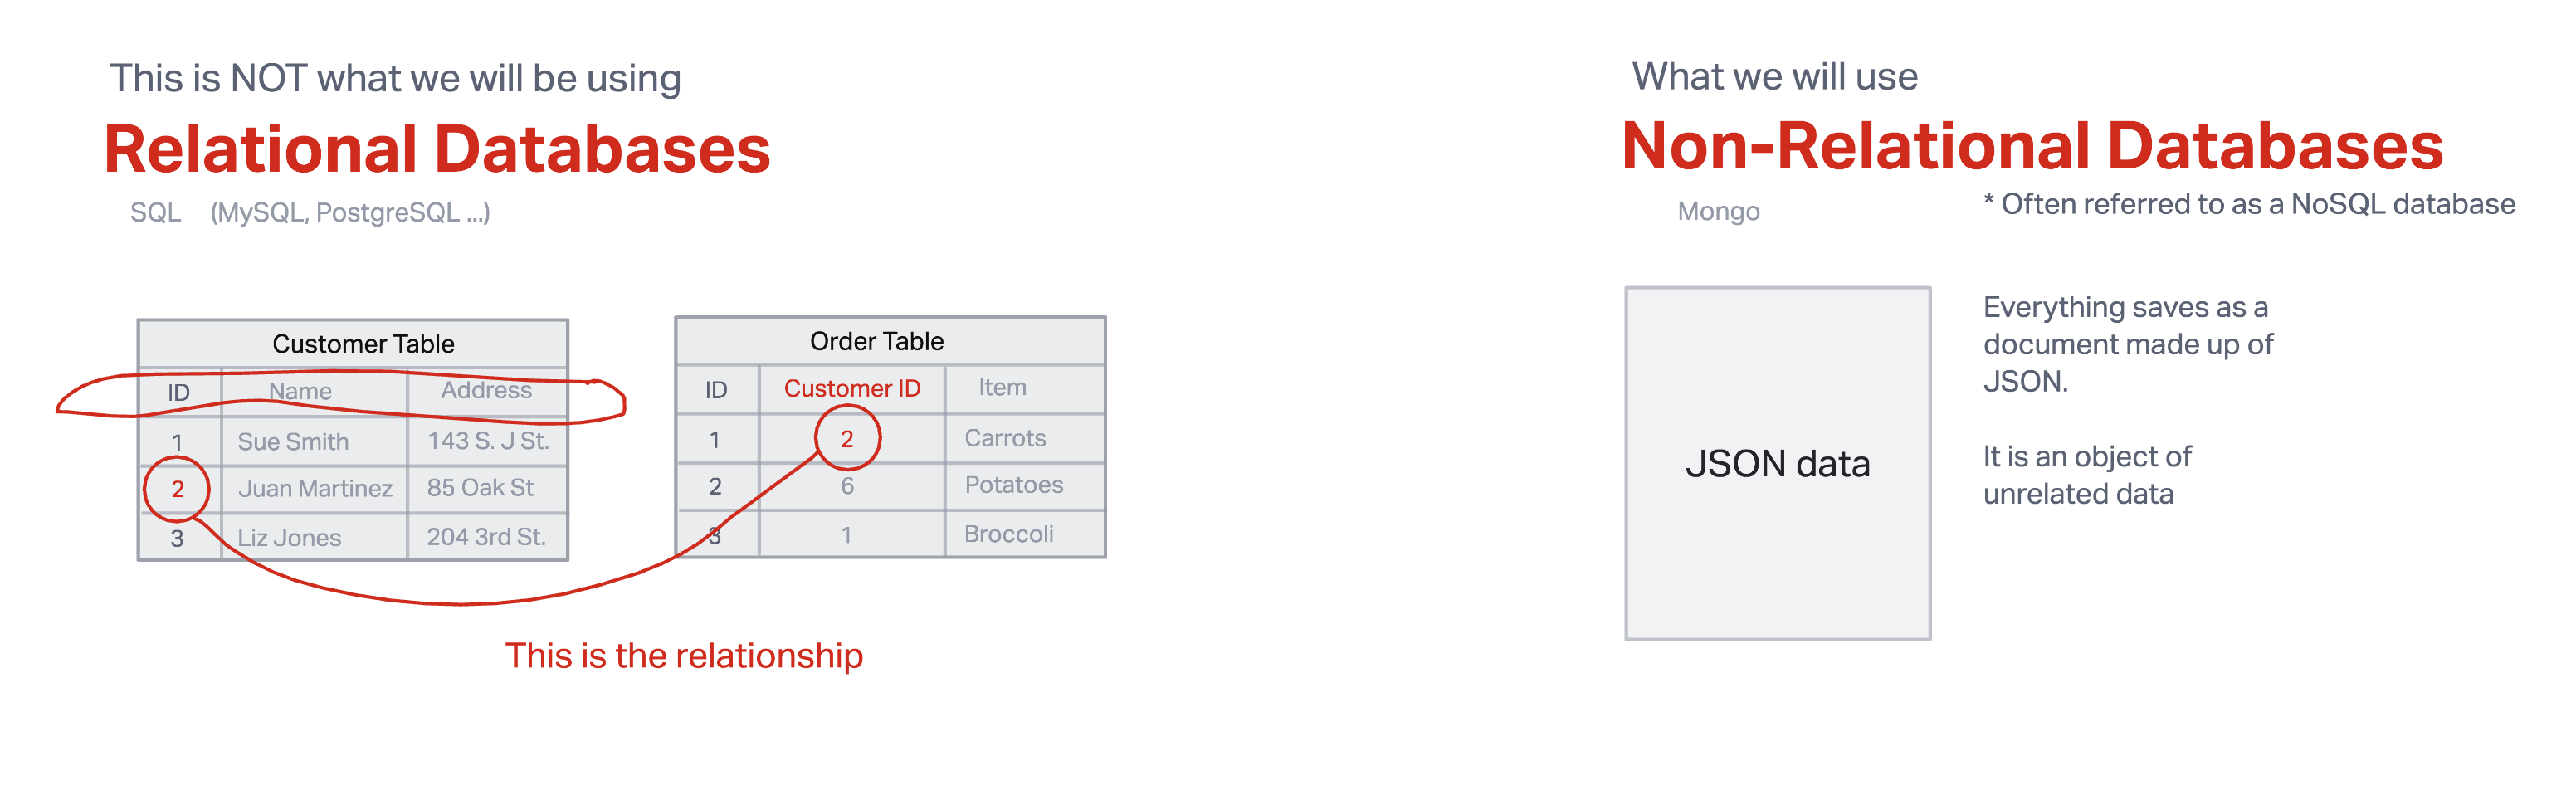 This is NOT what we will be using
Relational Databases
SQL (MySQL, PostgreSQL ...)
Customer Table
ID Name Address
1 Sue Smith 143 S. J St.
2 Juan Martinez 85 Oak St
3 Liz Jones 204 3rd St.
Order Table
ID Customer ID Item
1 2 Carrots
2 6 Potatoes
3 1 Broccoli
This is the relationship
What we will use
Non-Relational Databases
Mongo
* Often referred to as a NoSQL database
JSON data
Everything saves as a
document made up of
JSON.
It is an object of
unrelated data